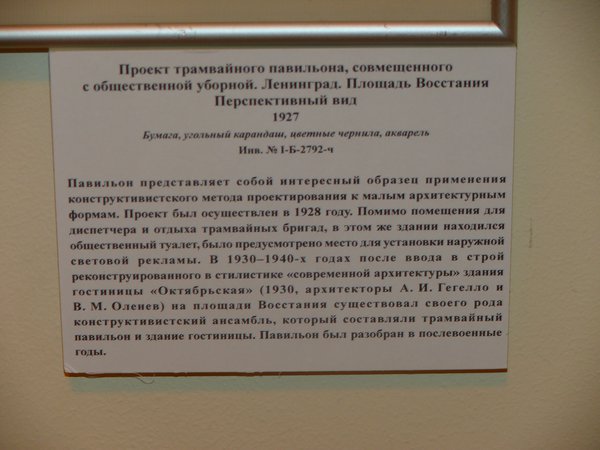 Проект трамвайного павильона, совмещенного
с общественной уборной. Ленинград. Площадь Восстания
Перспективный вид
1927
Бумага, угольный карандаш, цветные чернила, акварель
Инв. № I-Б-2792-ч
Павильон представляет собой интересный образец применения
конструктивистского метода проектирования к малым архитектурным
формам. Проект был осуществлен в 1928 году. Помимо помещения для
диспетчера и отдыха трамвайных бригад, в этом же здании находился
общественный туалет, было предусмотрено место для установки наружной
световой рекламы. В 1930–1940-х годах после ввода в строй
реконструированного в стилистике «современной архитектуры» здания
гостиницы «Октябрьская» (1930, архитекторы А. И. Гегелло и
В. М. Оленев) на площади Восстания существовал своего рода
конструктивистский ансамбль, который составляли трамвайный
павильон и здание гостиницы. Павильон был разобран в послевоенные
годы.